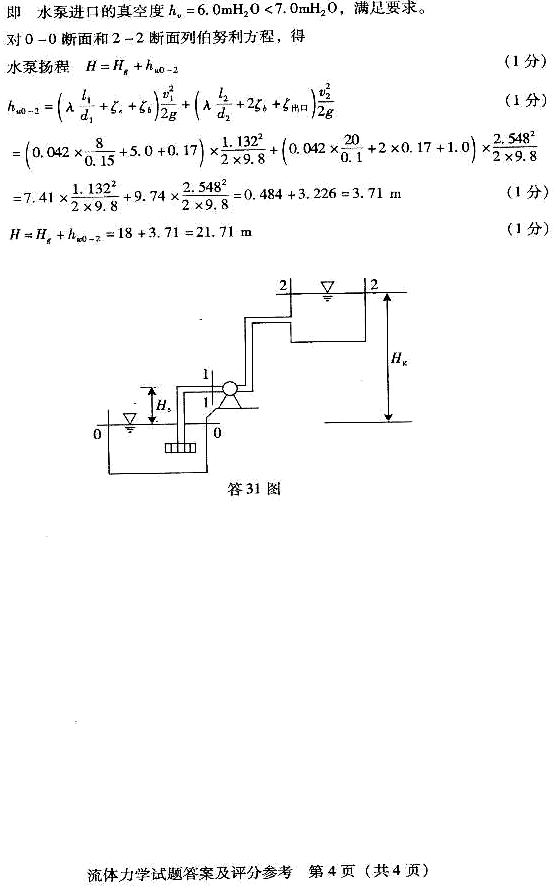 即 水泵进口的真空度 hᵥ = 6.0mH₂O < 7.0mH₂O，满足要求。
对 0-0 断面和 2-2 断面列伯努利方程，得
水泵扬程 H = H_g + h_{w0-2} (1分)
h_{w0-2} = (λ l₁/d₁ + ζ_e + ζ_b) v₁²/2g + (λ l₂/d₂ + 2ζ_b + ζ_出口) v₂²/2g (1分)
= (0.042 × 8/0.15 + 5.0 + 0.17) × 1.132²/2×9.8 + (0.042 × 20/0.1 + 2 × 0.17 + 1.0) × 2.548²/2×9.8
= 7.41 × 1.132²/2×9.8 + 9.74 × 2.548²/2×9.8 = 0.484 + 3.226 = 3.71 m (1分)
H = H_g + h_{w0-2} = 18 + 3.71 = 21.71 m (1分)
2 2
H_g
1
H_s 1
0 0
答31图
流体力学试题答案及评分参考 第4页（共4页）